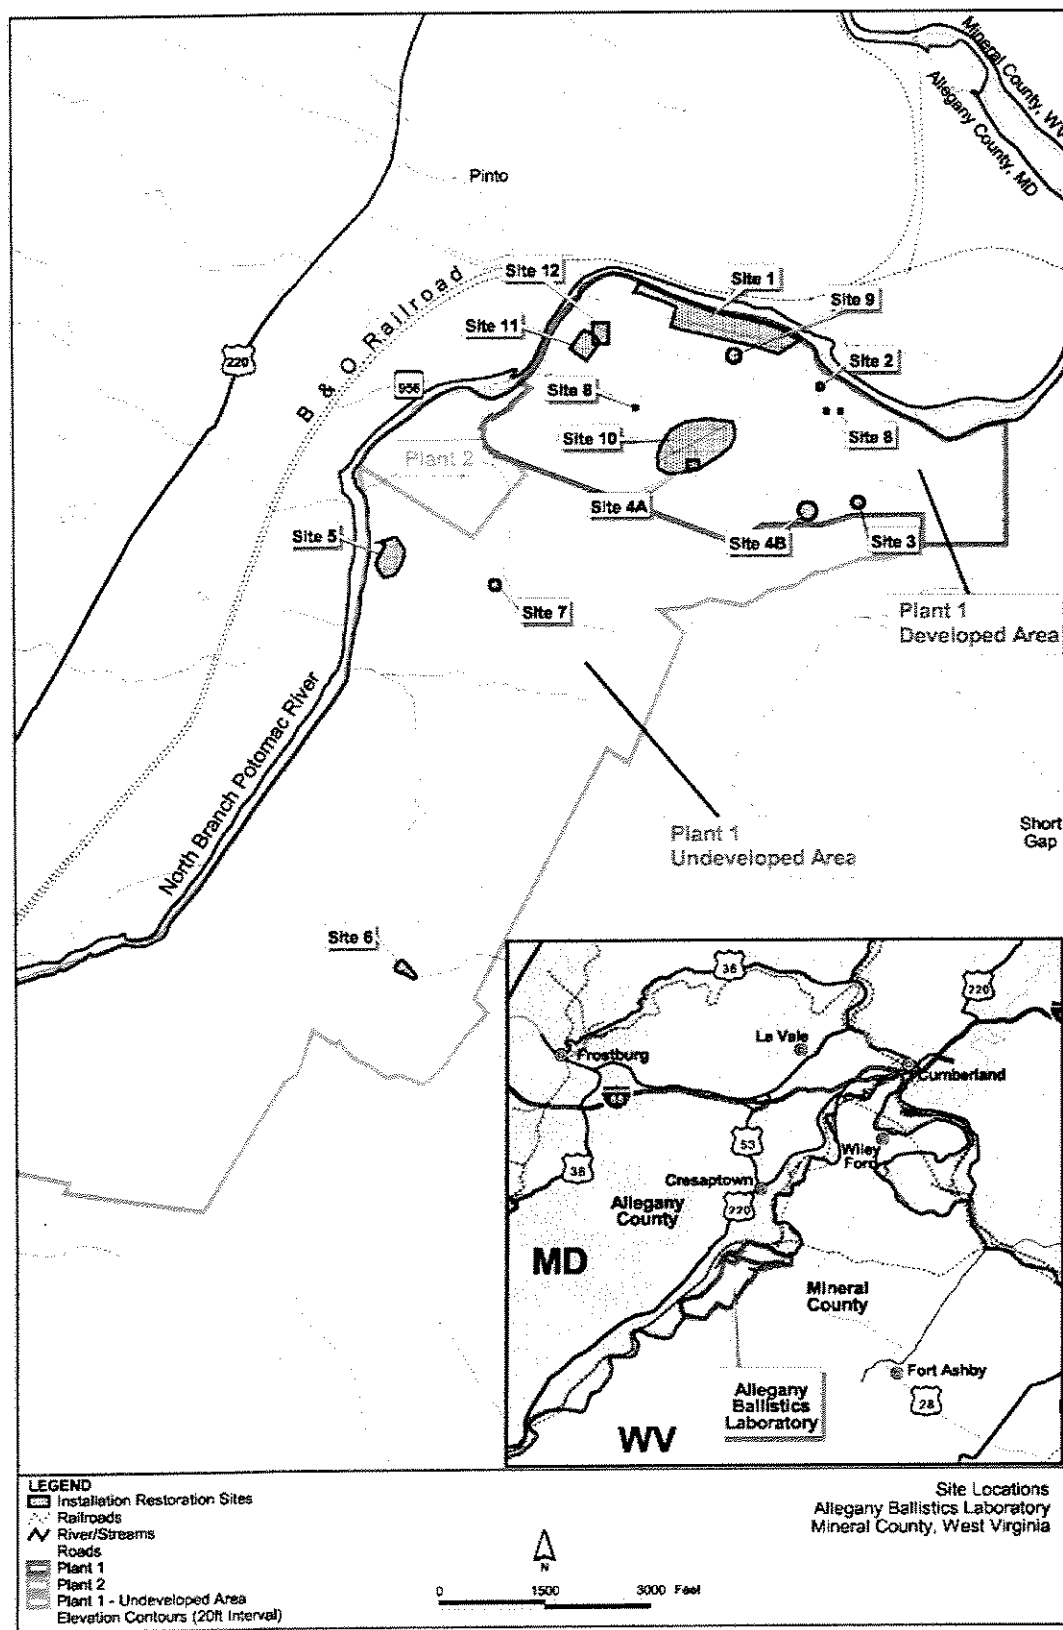 Mineral County, WV
Allegany County, MD
Pinto
B & O Railroad
220
956
Site 12
Site 1
Site 9
Site 11
Site 2
Site 8
Site 10
Site 8
Plant 2
Site 4A
Site 4B
Site 3
Site 5
Site 7
Plant 1
Developed Area
North Branch Potomac River
Plant 1
Undeveloped Area
Short
Gap
Site 6
36
220
La Vale
Frostburg
Cumberland
68
53
Wiley
Ford
36
Cresaptown
Allegany
County
220
MD
Mineral
County
Fort Ashby
28
Allegany
Ballistics
Laboratory
WV
LEGEND
Installation Restoration Sites
Railroads
River/Streams
Roads
Plant 1
Plant 2
Plant 1 - Undeveloped Area
Elevation Contours (20ft Interval)
N
0 1500 3000 Feet
Site Locations
Allegany Ballistics Laboratory
Mineral County, West Virginia